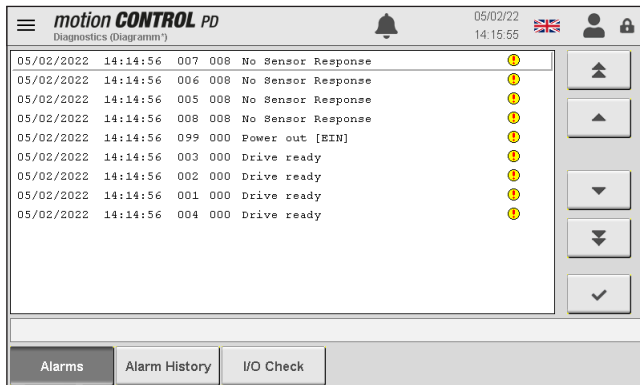 motion CONTROL PD
Diagnostics (Diagramm*)
05/02/22
14:15:55
05/02/2022 14:14:56 007 008 No Sensor Response
05/02/2022 14:14:56 006 008 No Sensor Response
05/02/2022 14:14:56 005 008 No Sensor Response
05/02/2022 14:14:56 008 008 No Sensor Response
05/02/2022 14:14:56 099 000 Power out [EIN]
05/02/2022 14:14:56 003 000 Drive ready
05/02/2022 14:14:56 002 000 Drive ready
05/02/2022 14:14:56 001 000 Drive ready
05/02/2022 14:14:56 004 000 Drive ready
Alarms
Alarm History
I/O Check